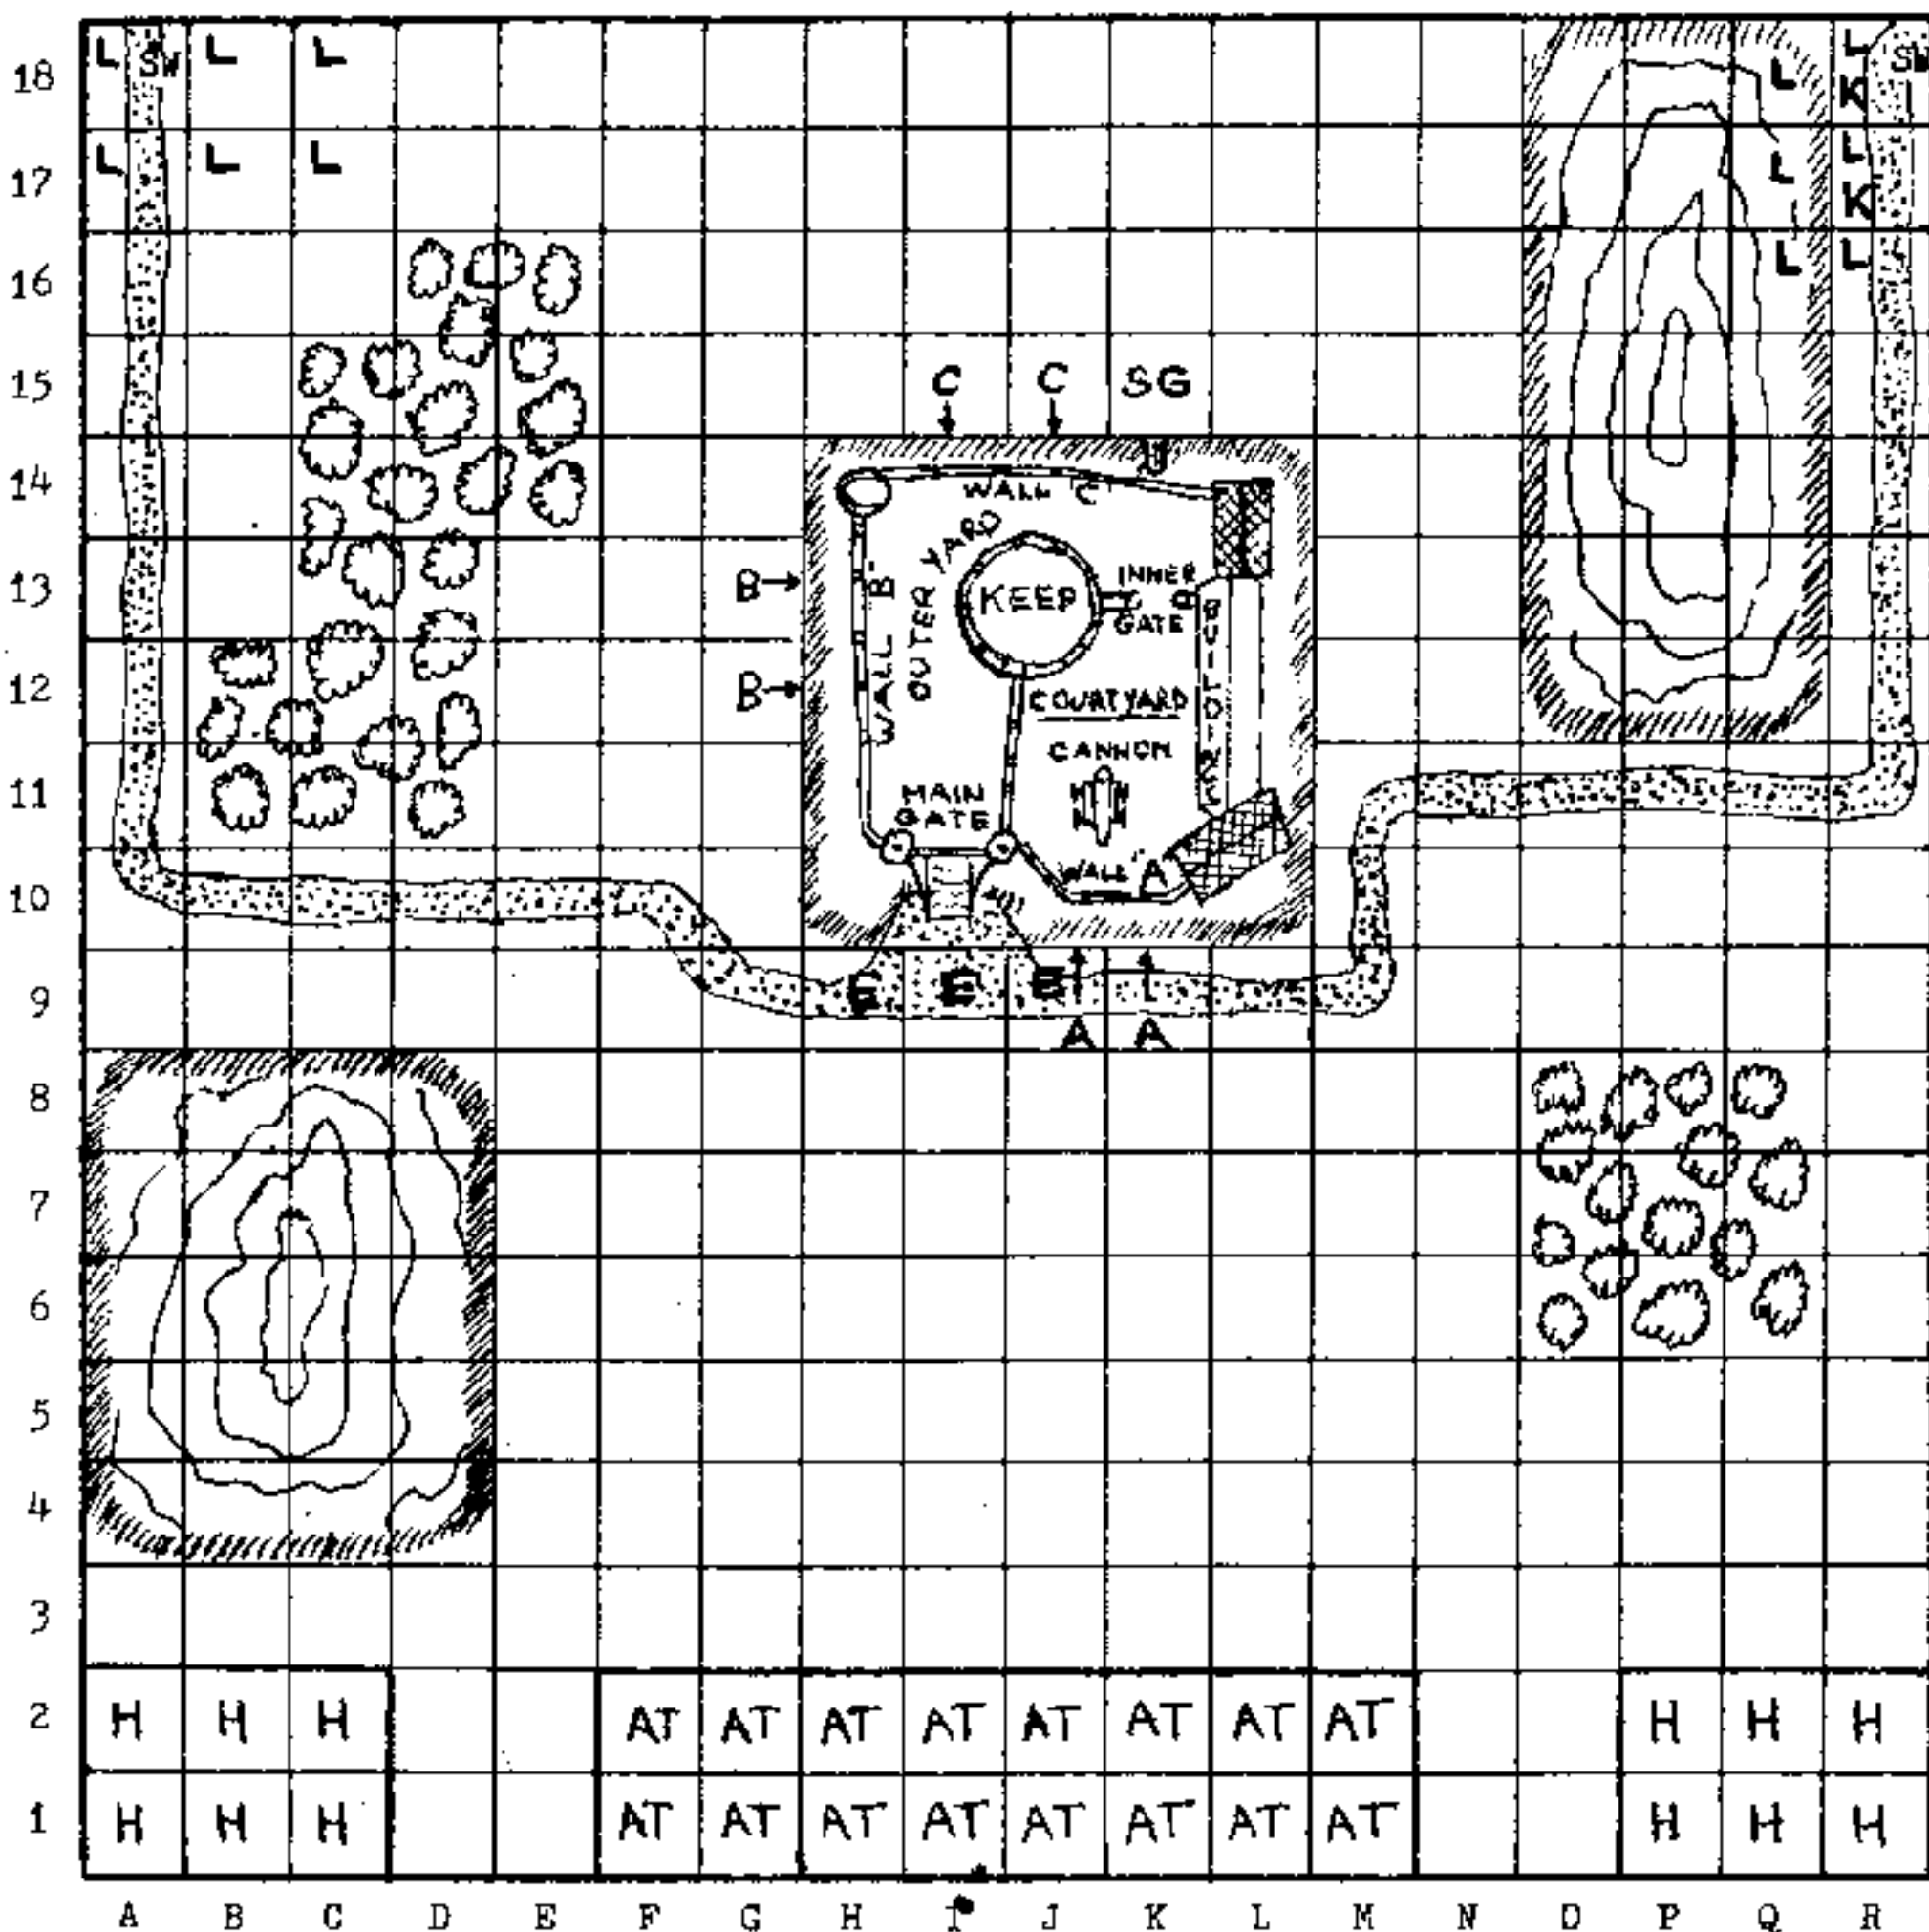 18 L SW L L L L SW
K
17 L L L L L
K
16 L L
15 C C SG
14 WALL 'C'
OUTER YARD
13 B WALL 'B' KEEP INNER
GATE
BUILDINGS
12 B COURTYARD
CANNON
11 MAIN
GATE
10 WALL 'A'
9 E E E
A A
8
7
6
5
4
3
2 H H H AT AT AT AT AT AT AT AT H H H
1 H H H AT AT AT AT AT AT AT AT H H H
A B C D E F G H I J K L M N O P Q R